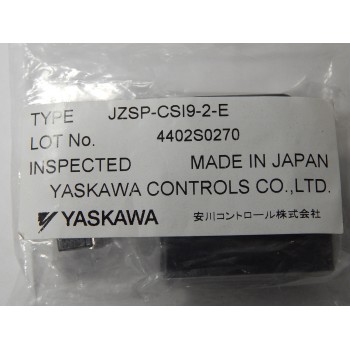 TYPE JZSP-CSI9-2-E
LOT No. 4402S0270
INSPECTED MADE IN JAPAN
YASKAWA CONTROLS CO.,LTD.
YASKAWA 安川コントロール株式会社